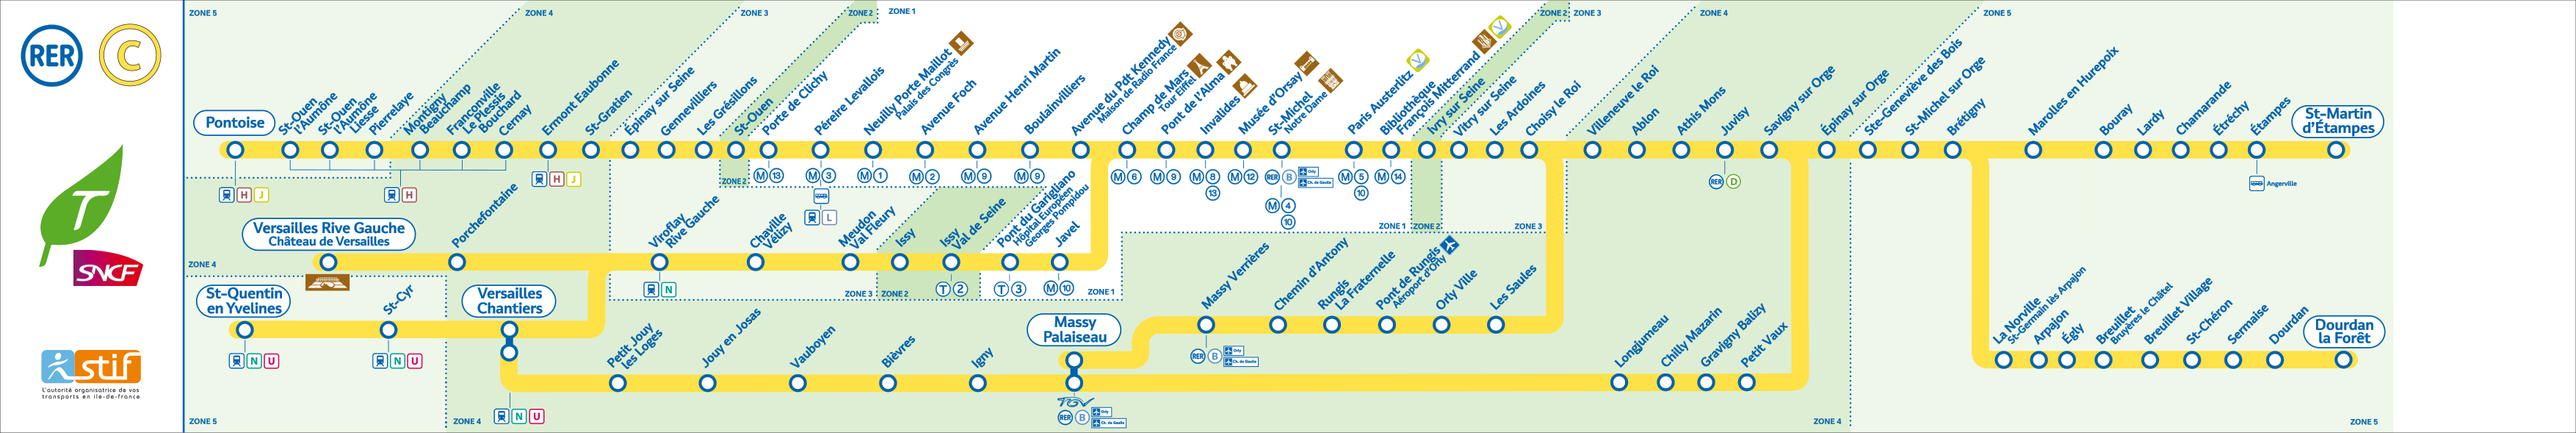 RER C
T
SNCF
stif
L'autorité organisatrice de vos
transports en île-de-france
ZONE 5
ZONE 4
ZONE 3
ZONE 2
ZONE 1
ZONE 2
ZONE 3
ZONE 4
ZONE 5
Pontoise
St-Ouen
l'Aumône
St-Ouen
l'Aumône
Liesse
Pierrelaye
Montigny
Beauchamp
Franconville
Le Plessis
Bouchard
Cernay
Ermont Eaubonne
St-Gratien
Épinay sur Seine
Gennevilliers
Les Grésillons
St-Ouen
Porte de Clichy
Péreire Levallois
Neuilly Porte Maillot
Palais des Congrès
Avenue Foch
Avenue Henri Martin
Boulainvilliers
Avenue du Pdt Kennedy
Maison de Radio France
Champ de Mars
Tour Eiffel
Pont de l'Alma
Invalides
Musée d'Orsay
St-Michel
Notre Dame
Paris Austerlitz
V
Bibliothèque
François Mitterrand
V
Ivry sur Seine
Vitry sur Seine
Les Ardoines
Choisy le Roi
Villeneuve le Roi
Ablon
Athis Mons
Juvisy
Savigny sur Orge
Épinay sur Orge
Ste-Geneviève des Bois
St-Michel sur Orge
Brétigny
Marolles en Hurepoix
Bouray
Lardy
Chamarande
Étréchy
Étampes
St-Martin
d'Étampes
H J
H
H J
ZONE 2
M 13
M 3
L
M 1
M 2
M 9
M 9
M 6
M 9
M 8
13
M 12
RER B
Orly
Ch. de Gaulle
M 4
10
M 5
10
M 14
RER D
Angerville
ZONE 1
ZONE 2
ZONE 3
Versailles Rive Gauche
Château de Versailles
Porchefontaine
Viroflay
Rive Gauche
Chaville
Vélizy
Meudon
Val Fleury
Issy
Issy
Val de Seine
Pont du Garigliano
Hôpital Européen
Georges Pompidou
Javel
ZONE 4
N
T 2
T 3
M 10
ZONE 3
ZONE 2
ZONE 1
St-Quentin
en Yvelines
St-Cyr
Versailles
Chantiers
N U
N U
Massy
Palaiseau
Massy Verrières
Chemin d'Antony
Rungis
La Fraternelle
Pont de Rungis
Aéroport d'Orly
Orly Ville
Les Saules
RER B
Orly
Ch. de Gaulle
Petit Jouy
les Loges
Jouy en Josas
Vauboyen
Bièvres
Igny
Longjumeau
Chilly Mazarin
Gravigny Balizy
Petit Vaux
La Norville
St-Germain lès Arpajon
Arpajon
Égly
Breuillet
Bruyères le Châtel
Breuillet Village
St-Chéron
Sermaise
Dourdan
Dourdan
la Forêt
N U
TGV
RER B
Orly
Ch. de Gaulle
ZONE 5
ZONE 4
ZONE 4
ZONE 5